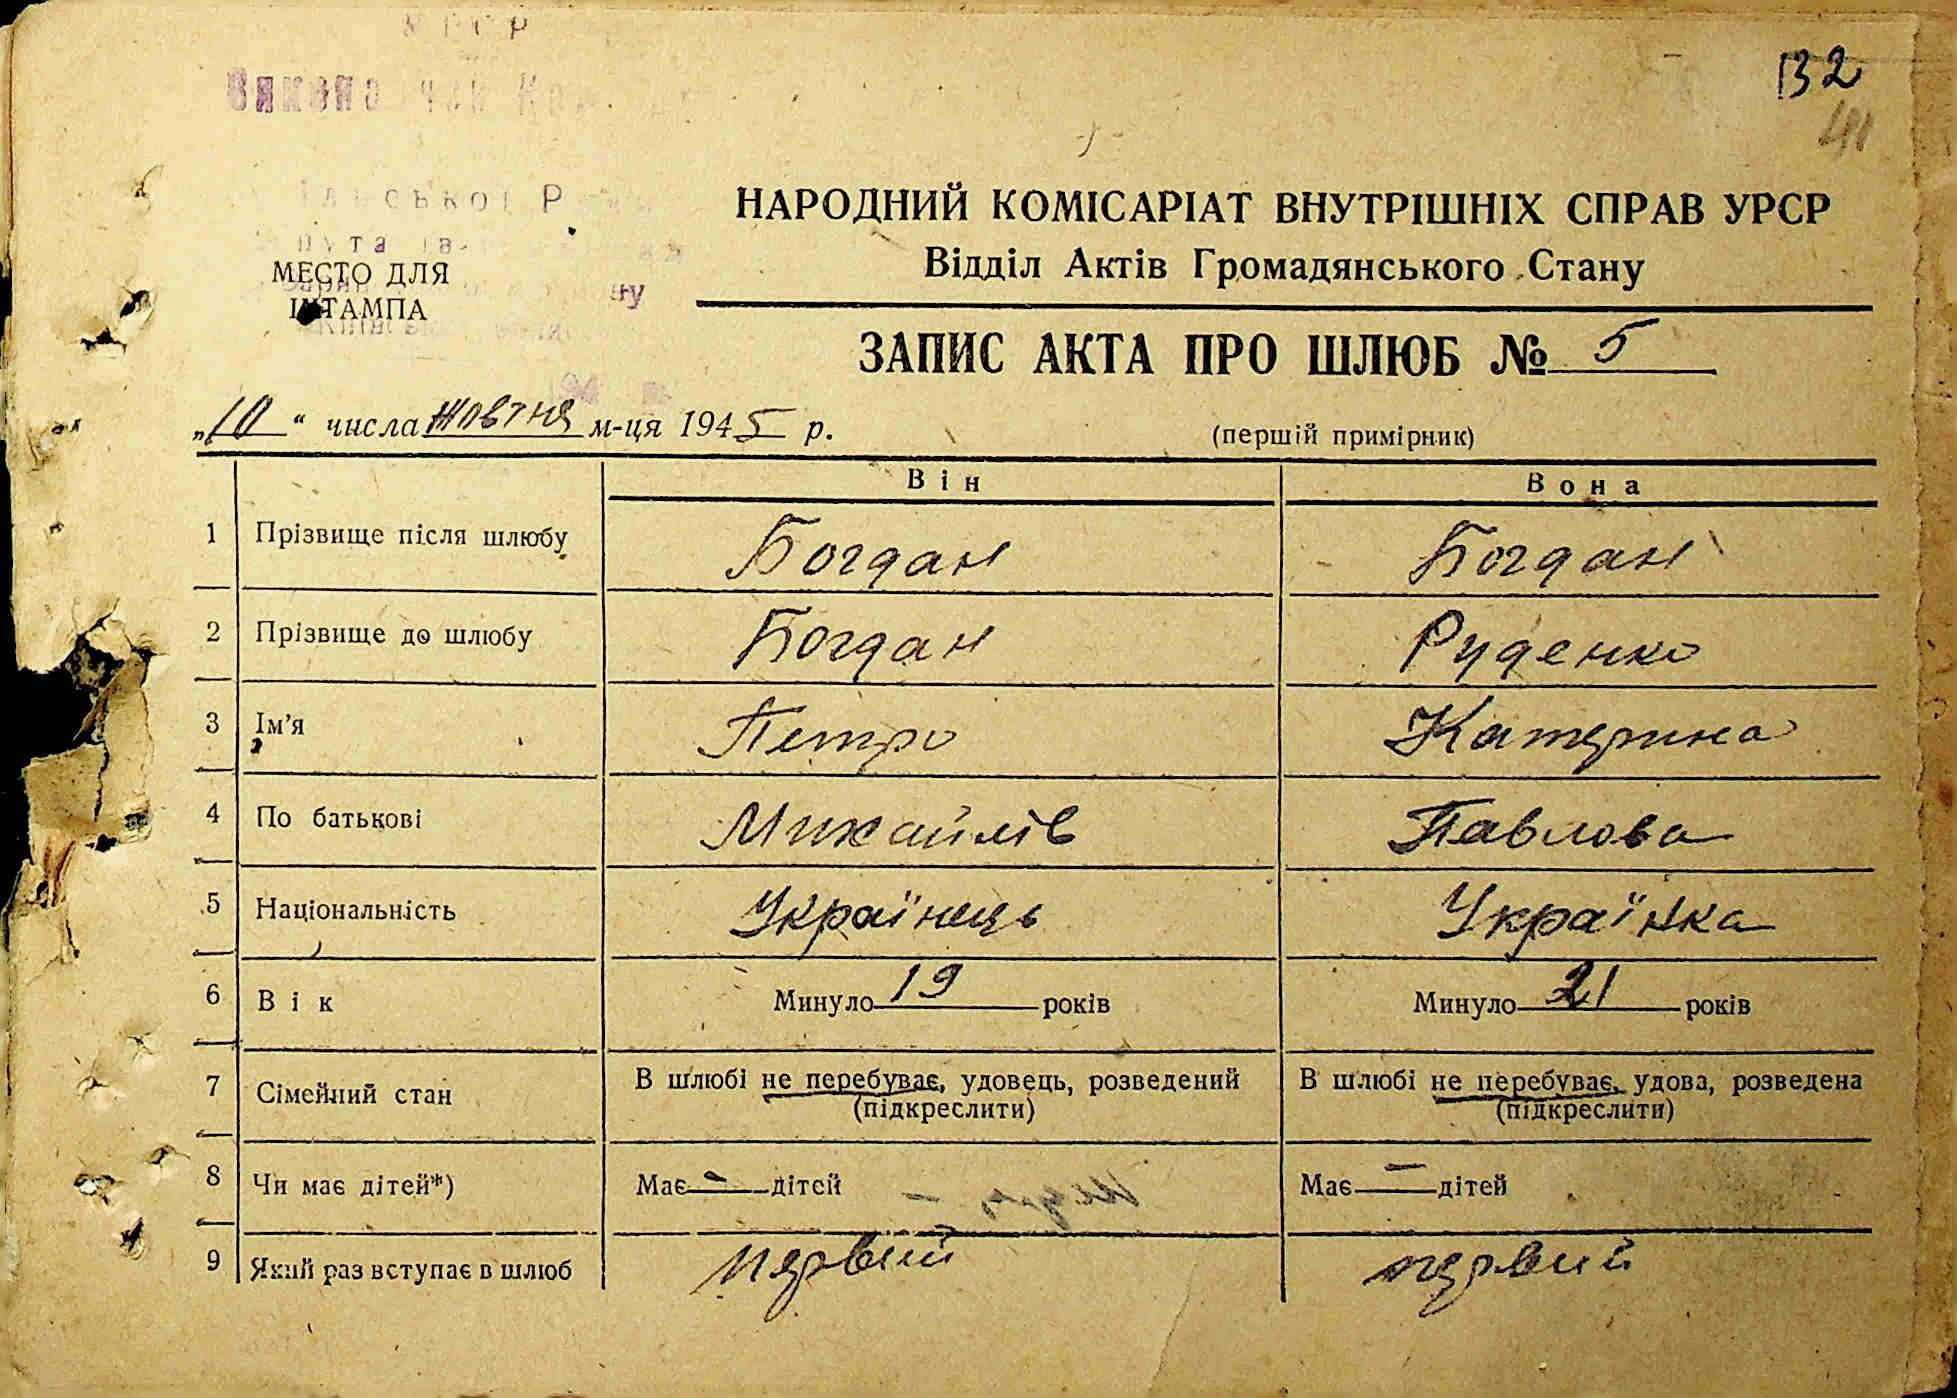 132
41
НАРОДНИЙ КОМІСАРІАТ ВНУТРІШНІХ СПРАВ УРСР
Відділ Актів Громадянського Стану
МЕСТО ДЛЯ
ШТАМПА
ЗАПИС АКТА ПРО ШЛЮБ № 5
„10“ числа жовтня м-ця 1945 р.
(першій примірник)
Він Вона
1 Прізвище після шлюбу Богдан Богдан
2 Прізвище до шлюбу Богдан Руденко
3 Ім'я Петро Катерина
4 По батькові Михайлів Павлова
5 Національність Українець Українка
6 Вік Минуло 19 років Минуло 21 років
7 Сімейний стан В шлюбі не перебуває, удовець, розведений В шлюбі не перебуває, удова, розведена
(підкреслити) (підкреслити)
8 Чи має дітей*) Має — дітей Має — дітей
9 Який раз вступає в шлюб первий первий